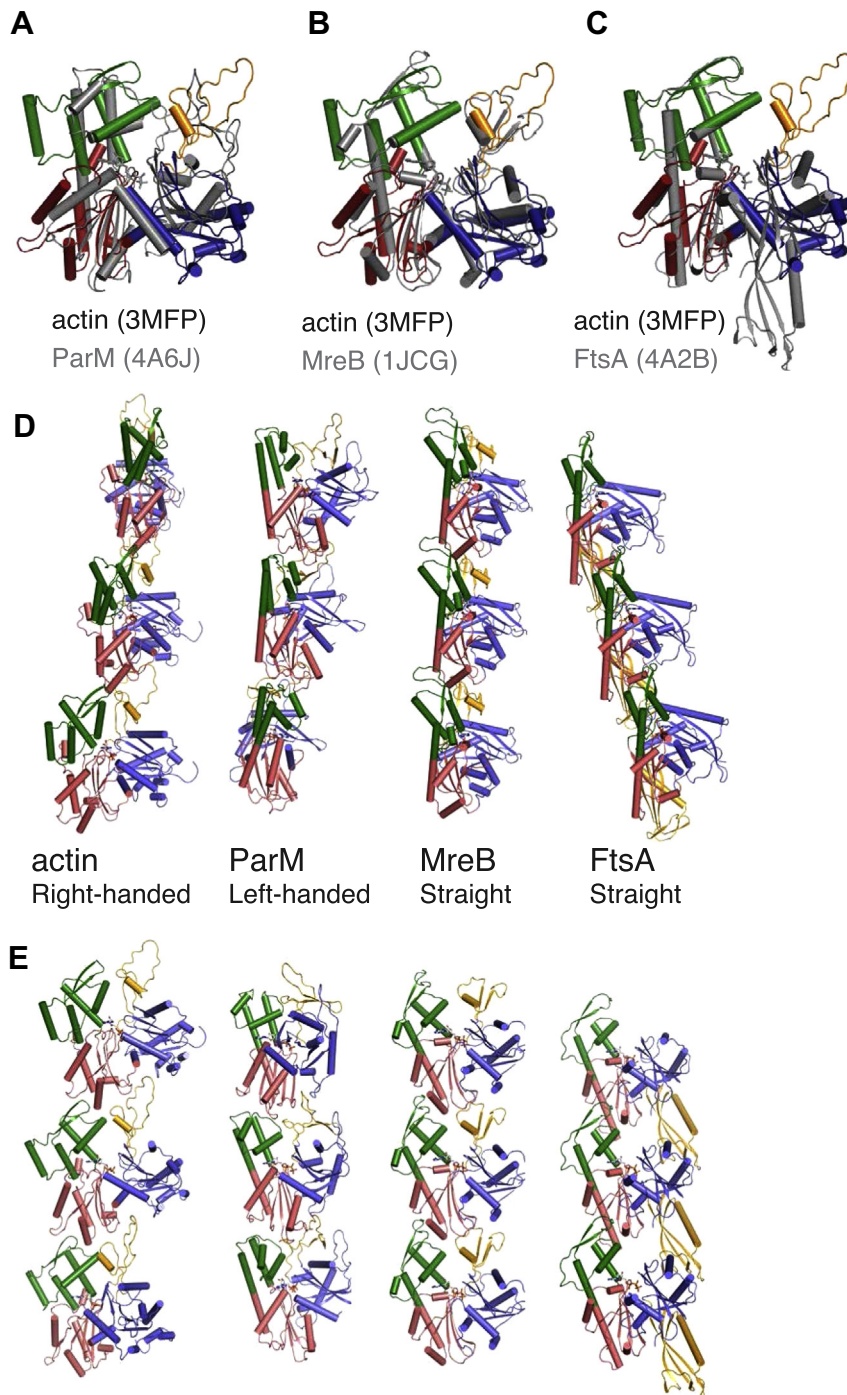 A
B
C
actin (3MFP)
ParM (4A6J)
actin (3MFP)
MreB (1JCG)
actin (3MFP)
FtsA (4A2B)
D
actin
Right-handed
ParM
Left-handed
MreB
Straight
FtsA
Straight
E